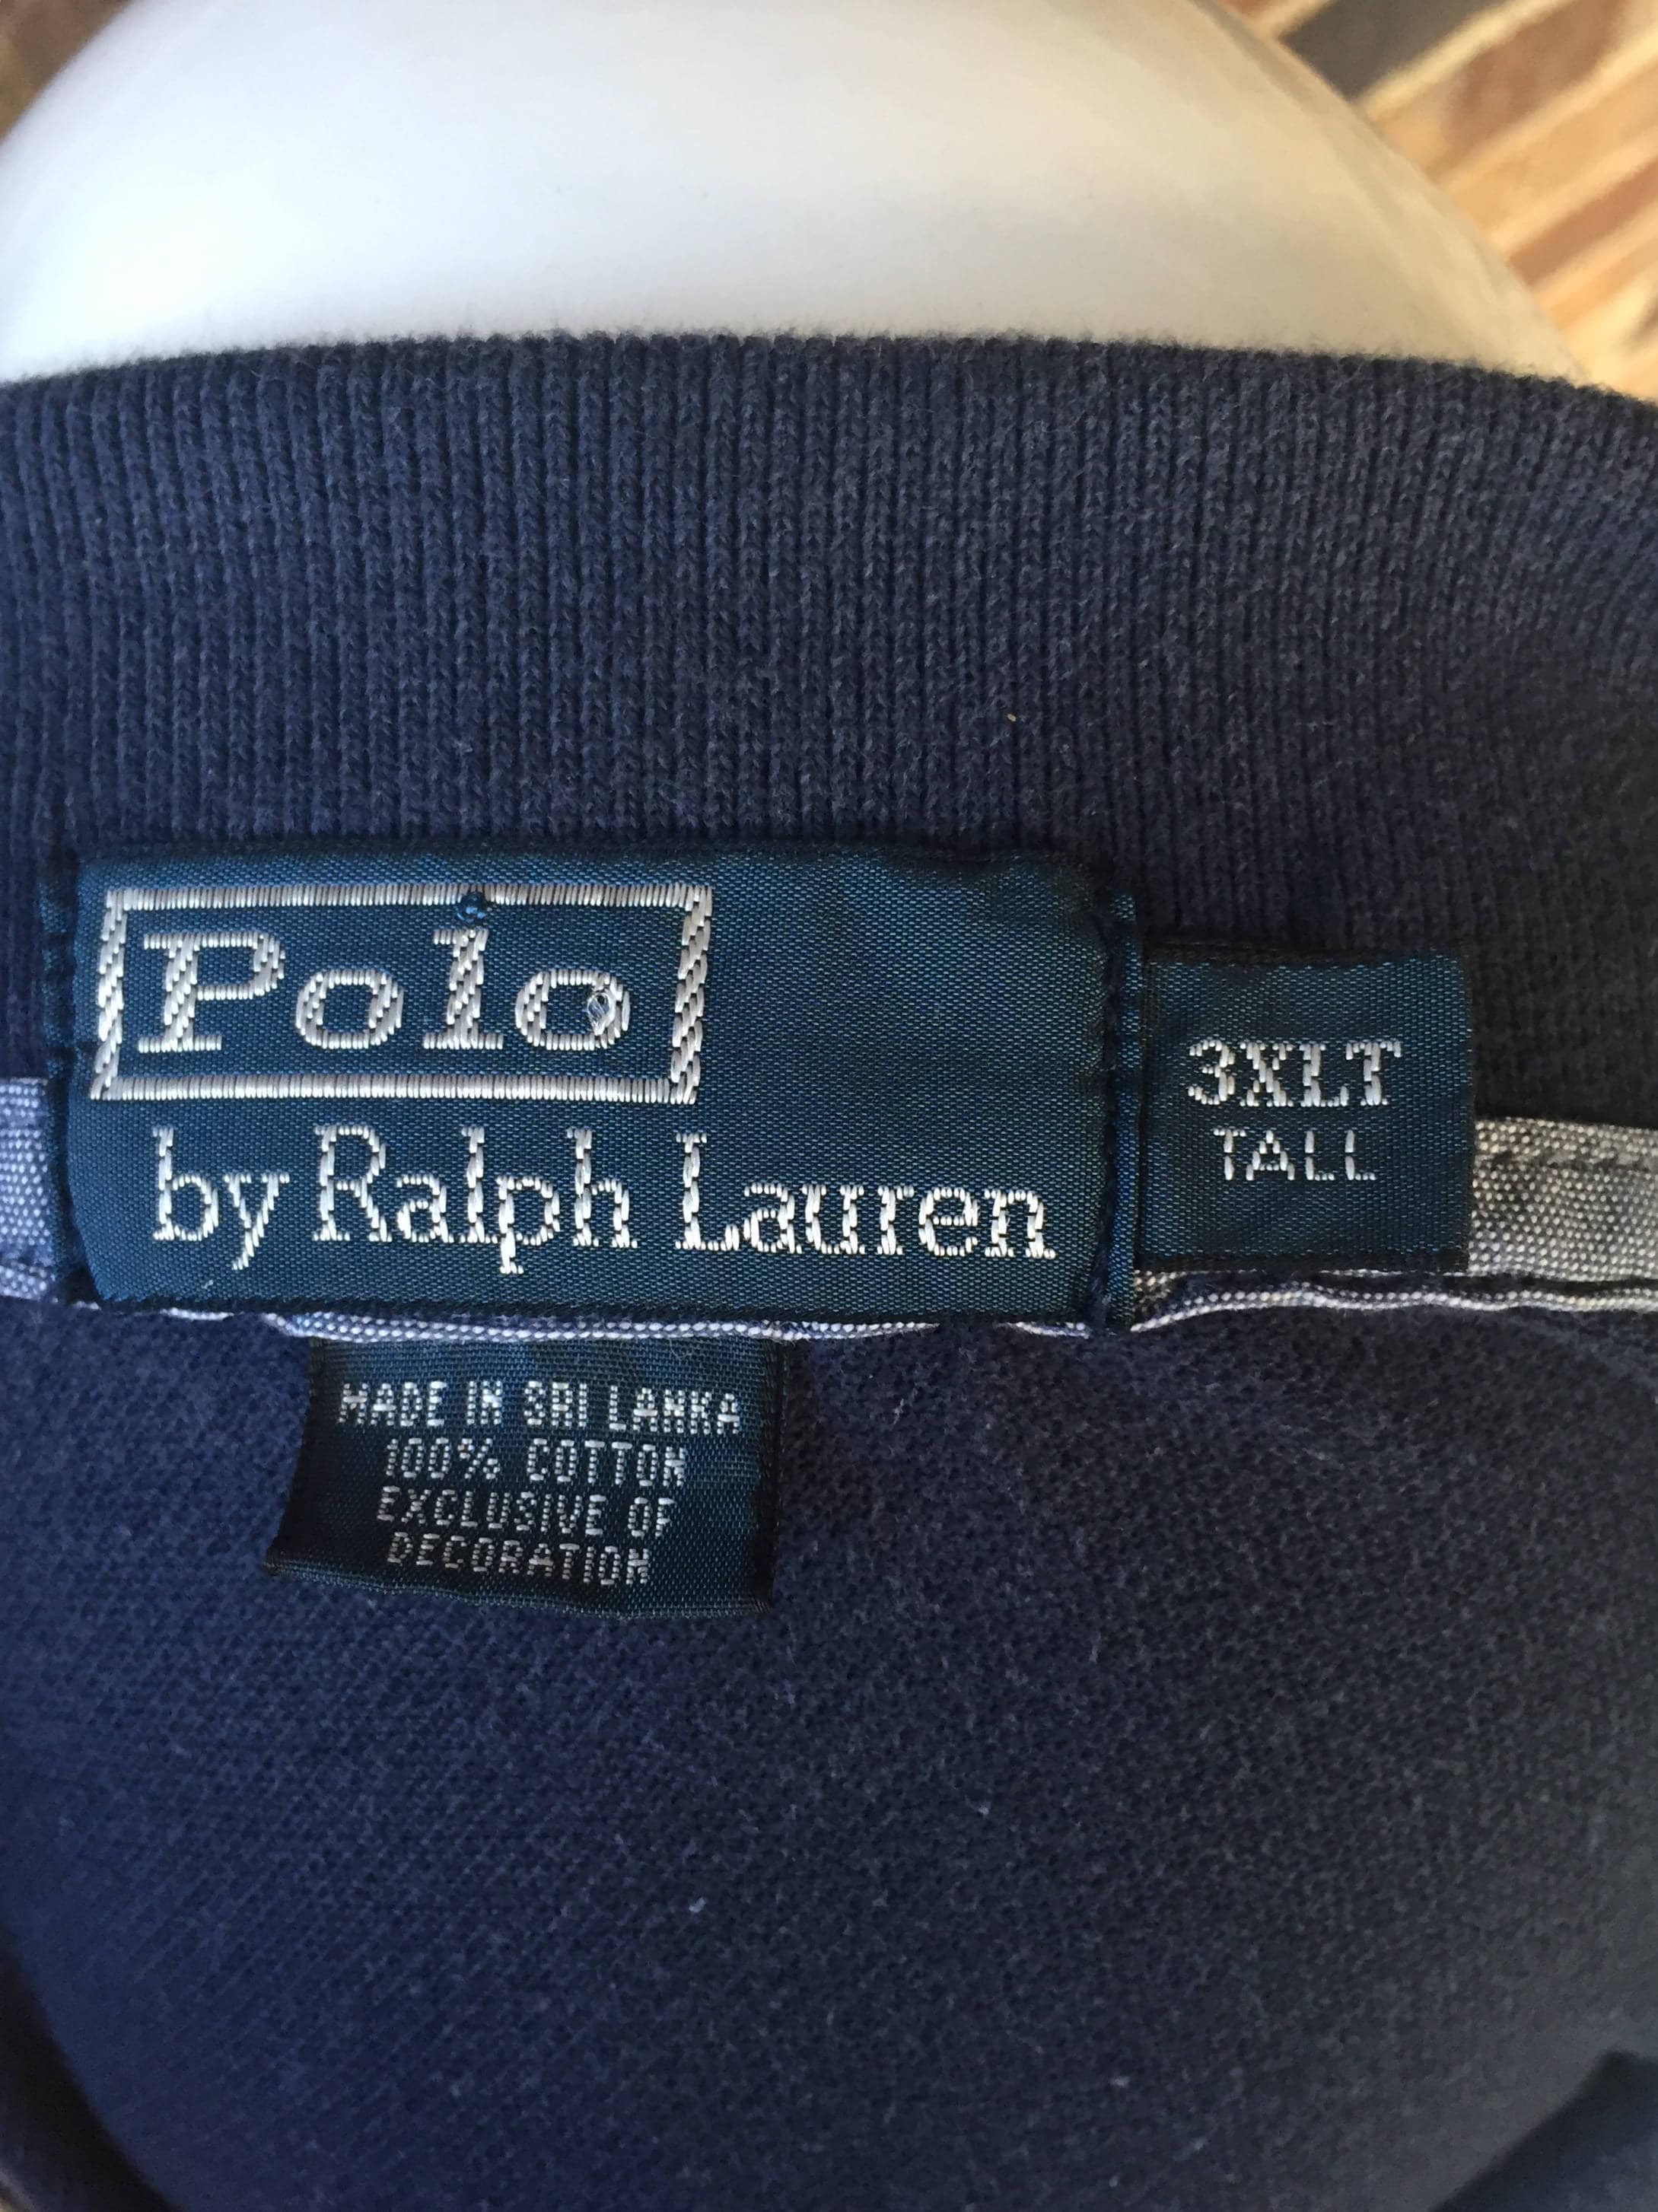 Polo
by Ralph Lauren
3XLT
TALL
MADE IN SRI LANKA
100% COTTON
EXCLUSIVE OF
DECORATION